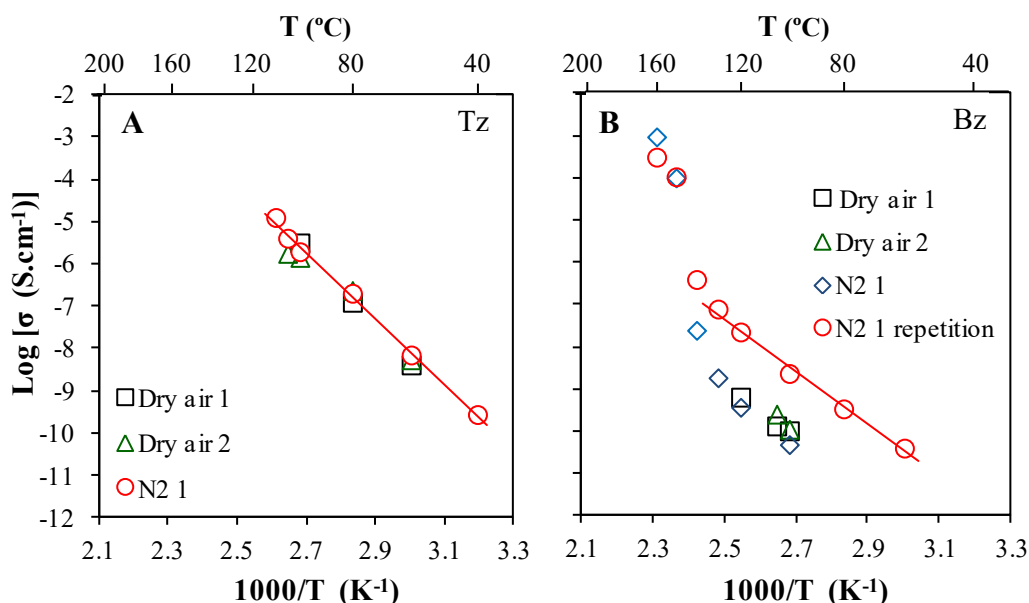 T (ºC)
T (ºC)
200 160 120 80 40
200 160 120 80 40
Log [σ (S.cm-1)]
-2
-3
-4
-5
-6
-7
-8
-9
-10
-11
-12
A
Tz
Dry air 1
Dry air 2
N2 1
B
Bz
Dry air 1
Dry air 2
N2 1
N2 1 repetition
2.1 2.3 2.5 2.7 2.9 3.1 3.3
2.1 2.3 2.5 2.7 2.9 3.1 3.3
1000/T (K-1)
1000/T (K-1)